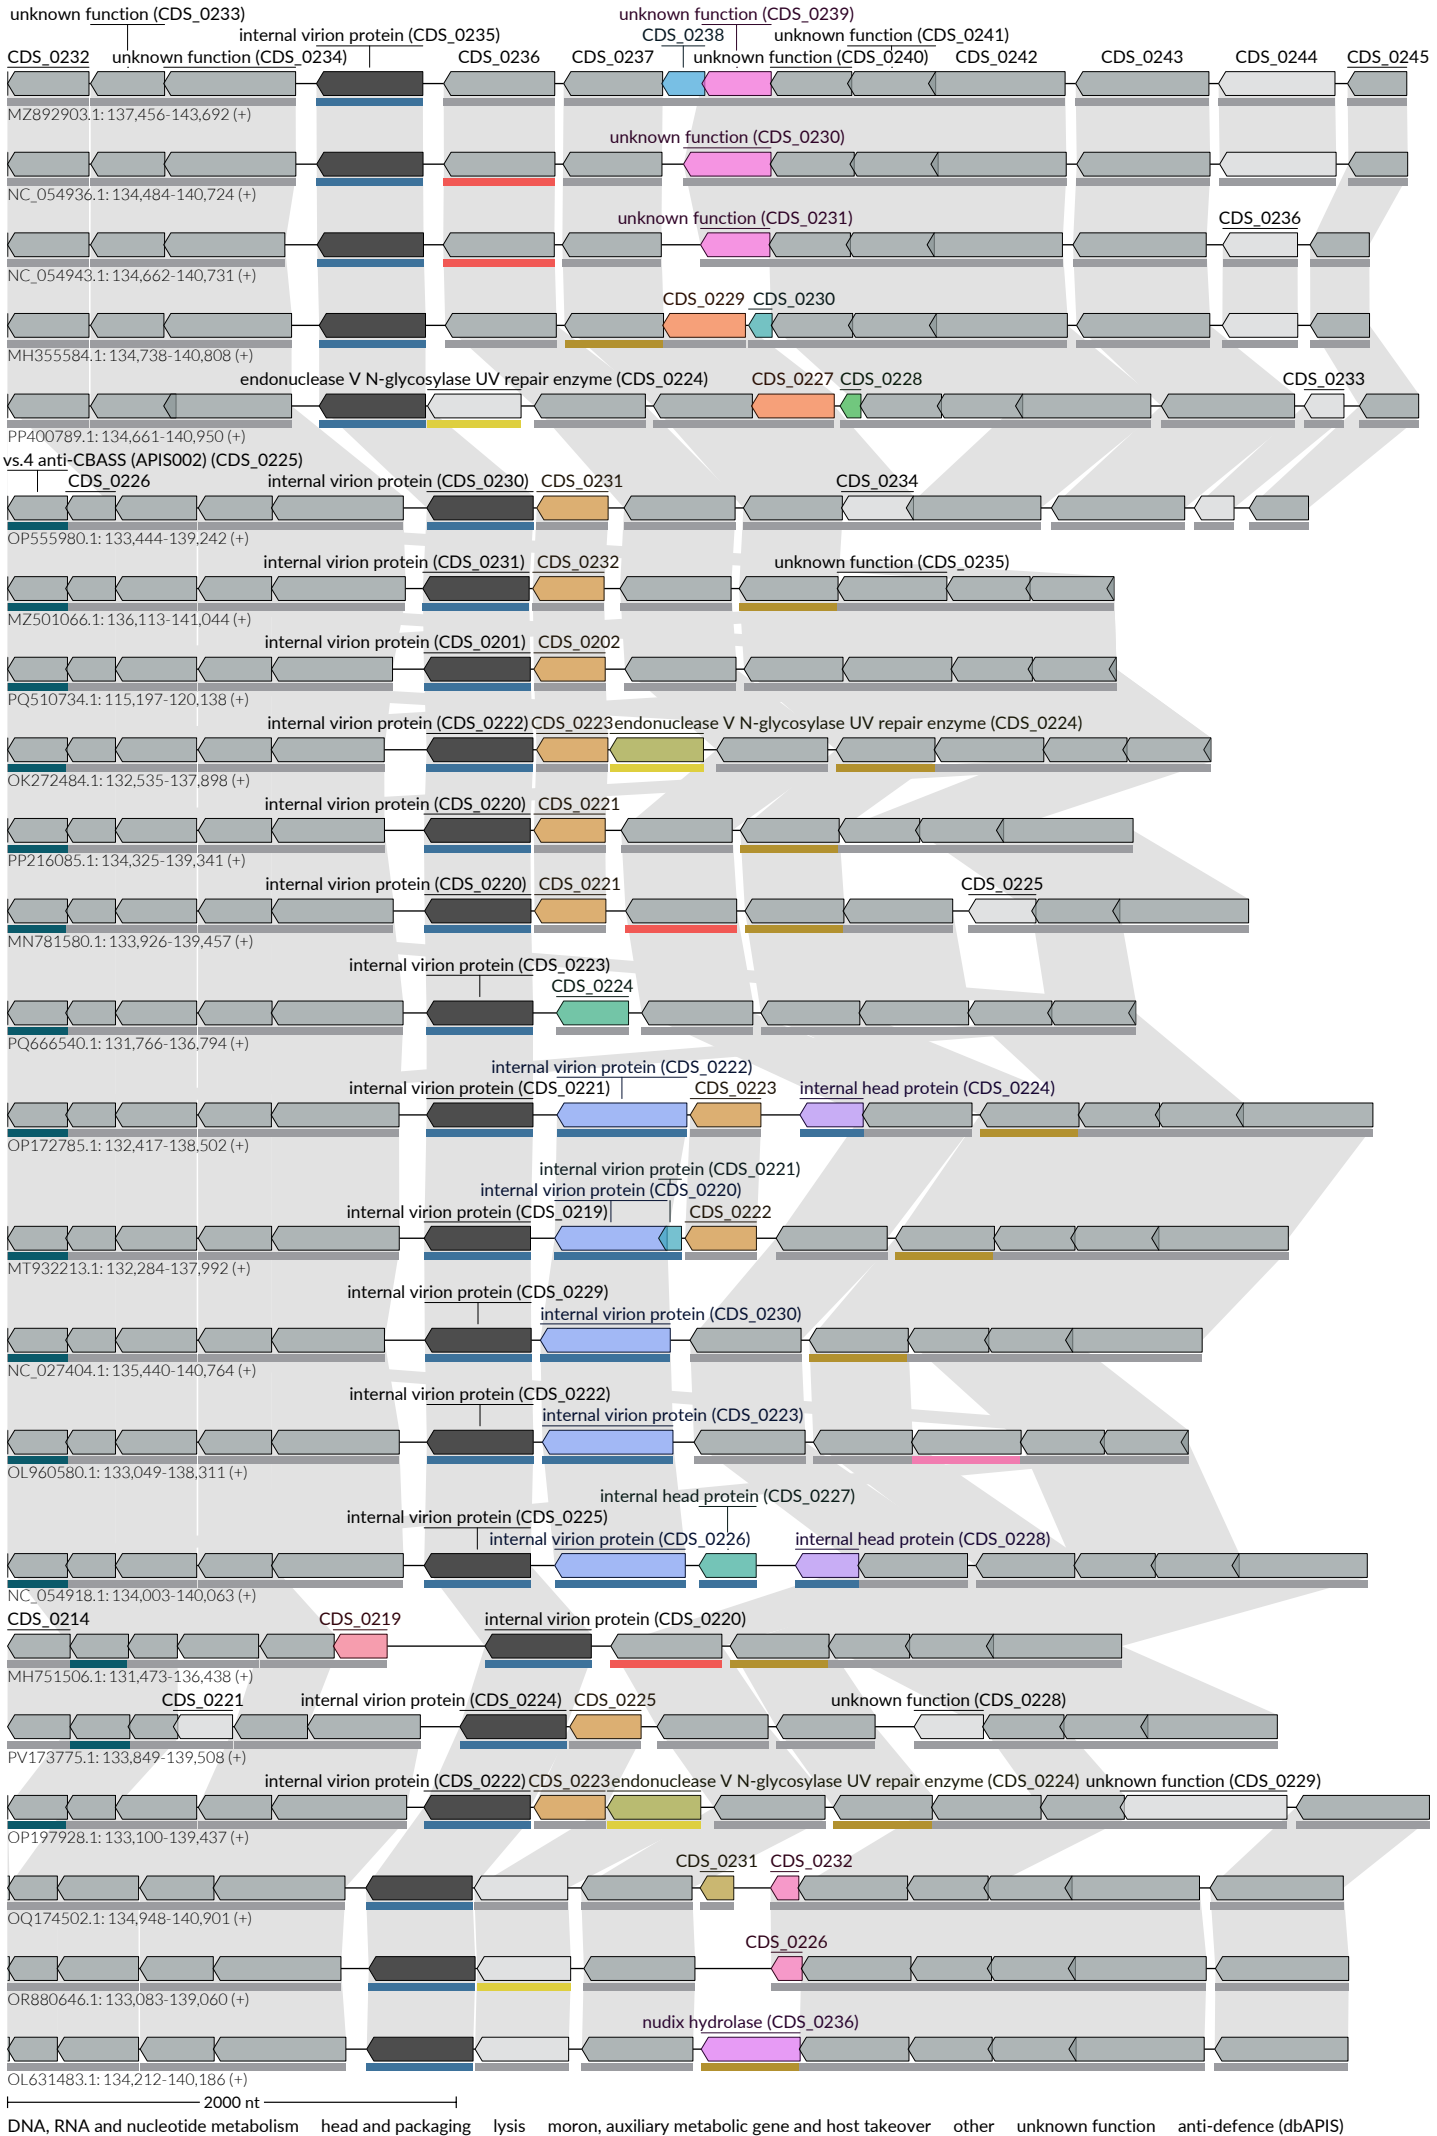 unknown function (CDS_0233) unknown function (CDS_0239)
internal virion protein (CDS_0235) CDS_0238 unknown function (CDS_0241)
CDS_0232 unknown function (CDS_0234) CDS_0236 CDS_0237 unknown function (CDS_0240) CDS_0242 CDS_0243 CDS_0244 CDS_0245
MZ892903.1: 137,456-143,692 (+)
unknown function (CDS_0230)
NC_054936.1: 134,484-140,724 (+)
unknown function (CDS_0231) CDS_0236
NC_054943.1: 134,662-140,731 (+)
CDS_0229 CDS_0230
MH355584.1: 134,738-140,808 (+)
endonuclease V N-glycosylase UV repair enzyme (CDS_0224) CDS_0227 CDS_0228 CDS_0233
PP400789.1: 134,661-140,950 (+)
vs.4 anti-CBASS (APIS002) (CDS_0225)
CDS_0226 internal virion protein (CDS_0230) CDS_0231 CDS_0234
OP555980.1: 133,444-139,242 (+)
internal virion protein (CDS_0231) CDS_0232 unknown function (CDS_0235)
MZ501066.1: 136,113-141,044 (+)
internal virion protein (CDS_0201) CDS_0202
PQ510734.1: 115,197-120,138 (+)
internal virion protein (CDS_0222) CDS_0223 endonuclease V N-glycosylase UV repair enzyme (CDS_0224)
OK272484.1: 132,535-137,898 (+)
internal virion protein (CDS_0220) CDS_0221
PP216085.1: 134,325-139,341 (+)
internal virion protein (CDS_0220) CDS_0221 CDS_0225
MN781580.1: 133,926-139,457 (+)
internal virion protein (CDS_0223)
CDS_0224
PQ666540.1: 131,766-136,794 (+)
internal virion protein (CDS_0222)
internal virion protein (CDS_0221) CDS_0223 internal head protein (CDS_0224)
OP172785.1: 132,417-138,502 (+)
internal virion protein (CDS_0221)
internal virion protein (CDS_0220)
internal virion protein (CDS_0219) CDS_0222
MT932213.1: 132,284-137,992 (+)
internal virion protein (CDS_0229)
internal virion protein (CDS_0230)
NC_027404.1: 135,440-140,764 (+)
internal virion protein (CDS_0222)
internal virion protein (CDS_0223)
OL960580.1: 133,049-138,311 (+)
internal head protein (CDS_0227)
internal virion protein (CDS_0225)
internal virion protein (CDS_0226) internal head protein (CDS_0228)
NC_054918.1: 134,003-140,063 (+)
CDS_0214 CDS_0219 internal virion protein (CDS_0220)
MH751506.1: 131,473-136,438 (+)
CDS_0221 internal virion protein (CDS_0224) CDS_0225 unknown function (CDS_0228)
PV173775.1: 133,849-139,508 (+)
internal virion protein (CDS_0222) CDS_0223 endonuclease V N-glycosylase UV repair enzyme (CDS_0224) unknown function (CDS_0229)
OP197928.1: 133,100-139,437 (+)
CDS_0231 CDS_0232
OQ174502.1: 134,948-140,901 (+)
CDS_0226
OR880646.1: 133,083-139,060 (+)
nudix hydrolase (CDS_0236)
OL631483.1: 134,212-140,186 (+)
2000 nt
DNA, RNA and nucleotide metabolism head and packaging lysis moron, auxiliary metabolic gene and host takeover other unknown function anti-defence (dbAPIS)